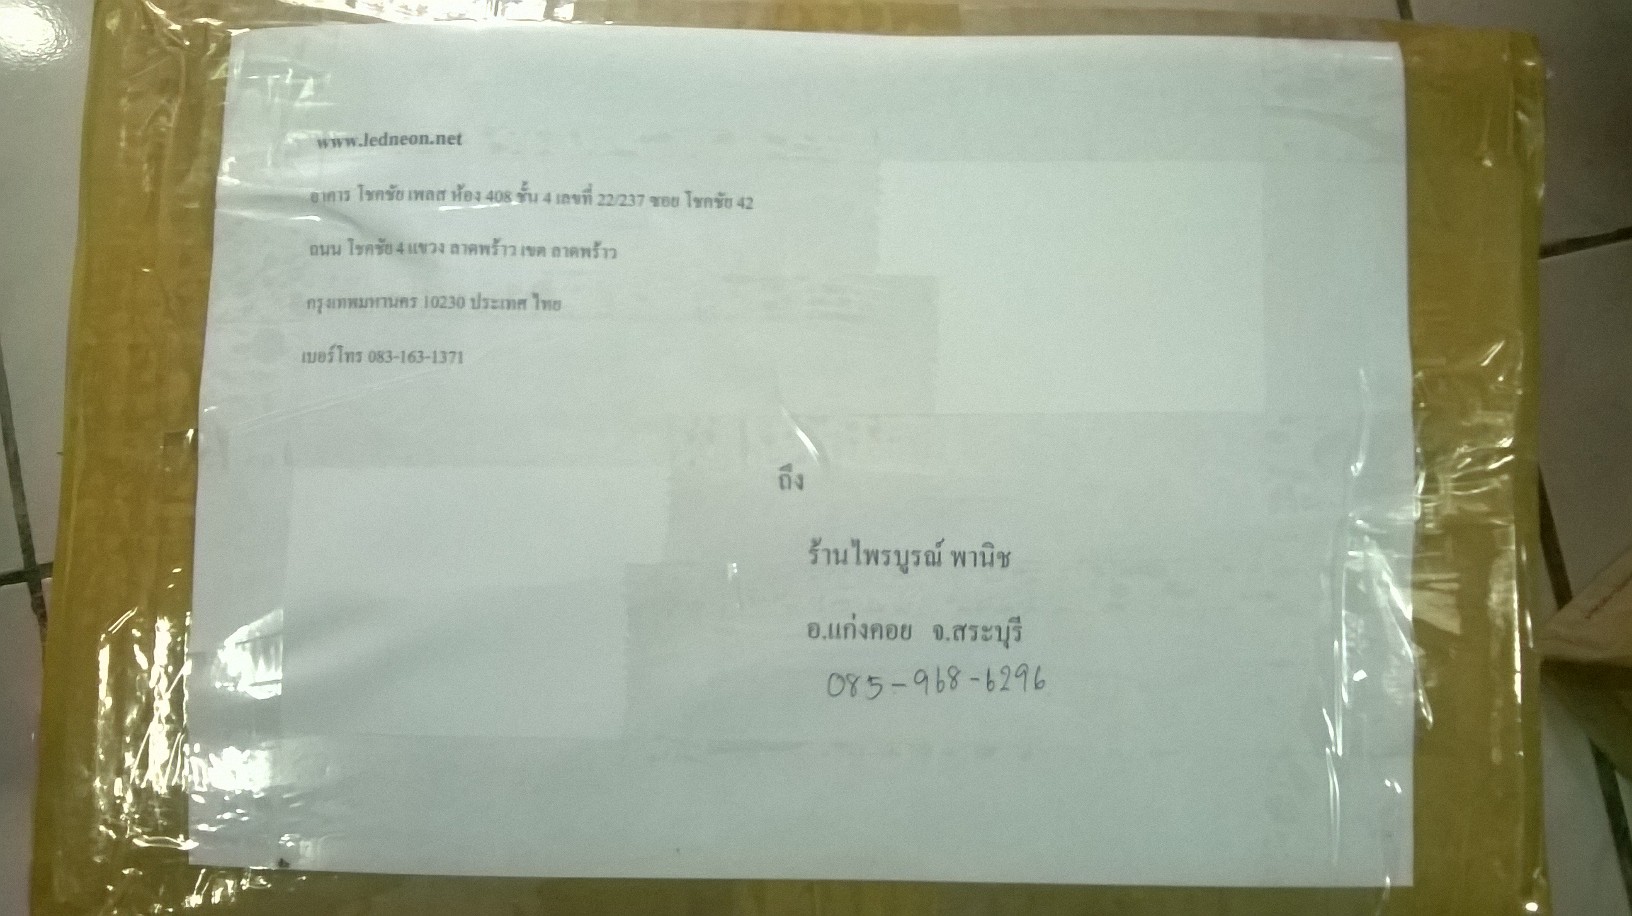 www.ledneon.net
อาคาร โชคชัย เพลส ห้อง 408 ชั้น 4 เลขที่ 22/237 ซอย โชคชัย 42
ถนน โชคชัย 4 แขวง ลาดพร้าว เขต ลาดพร้าว
กรุงเทพมหานคร 10230 ประเทศ ไทย
เบอร์โทร 083-163-1371
ถึง
ร้านไพรบูรณ์ พานิช
อ.แก่งคอย จ.สระบุรี
085-968-6296